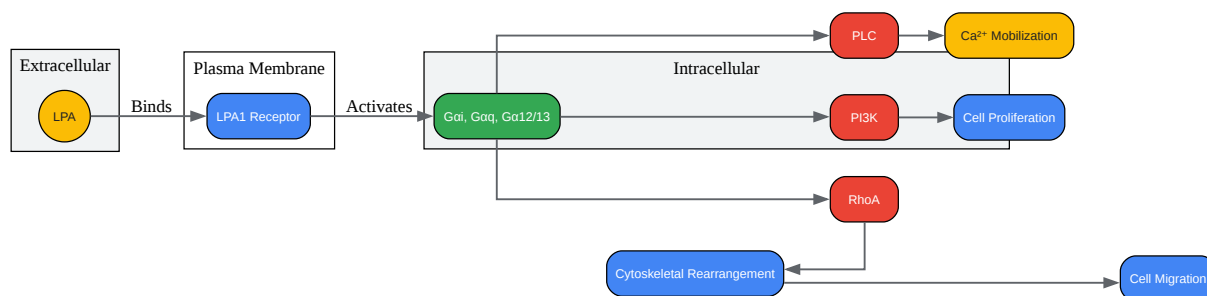 Extracellular
Plasma Membrane
Intracellular
LPA
Binds
LPA1 Receptor
Activates
Gαi, Gαq, Gα12/13
PLC
Ca²⁺ Mobilization
PI3K
Cell Proliferation
RhoA
Cytoskeletal Rearrangement
Cell Migration